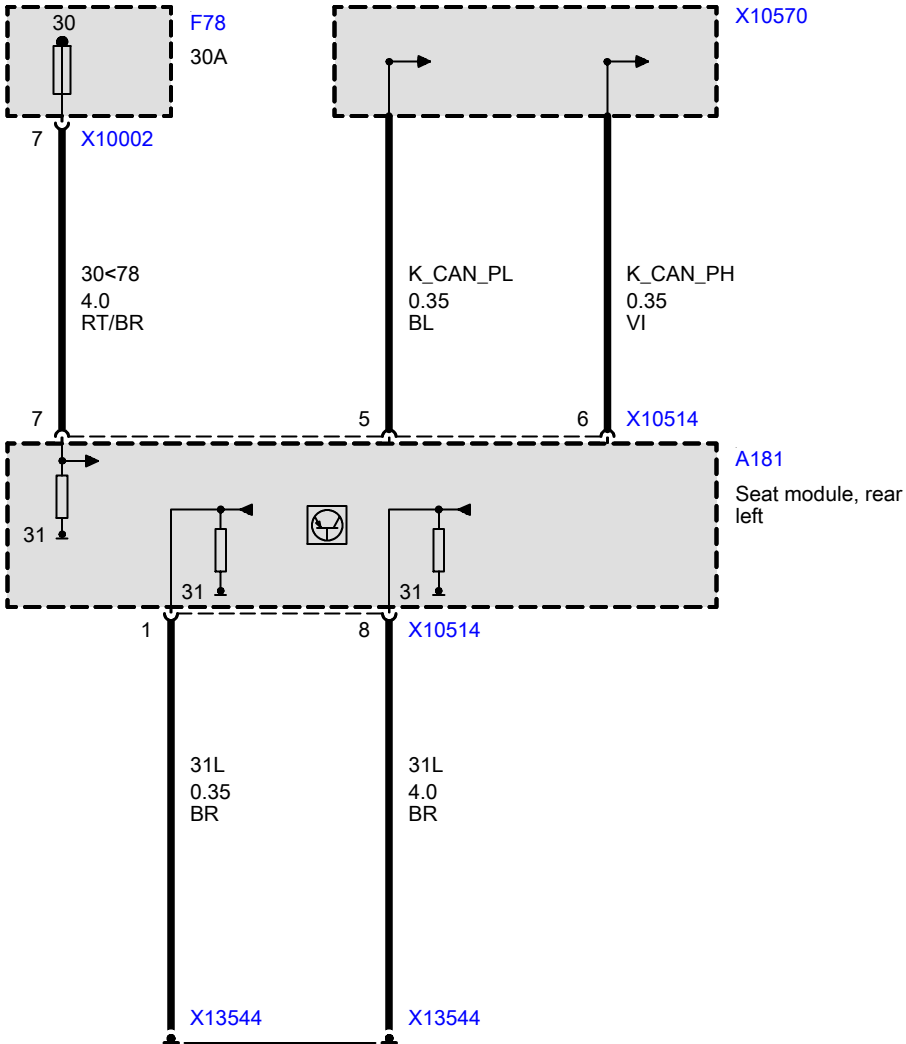 30
F78
30A
X10570
7
X10002
30<78
4.0
RT/BR
K_CAN_PL
0.35
BL
K_CAN_PH
0.35
VI
7
5
6
X10514
A181
Seat module, rear
left
31
31
31
1
8
X10514
31L
0.35
BR
31L
4.0
BR
X13544
X13544